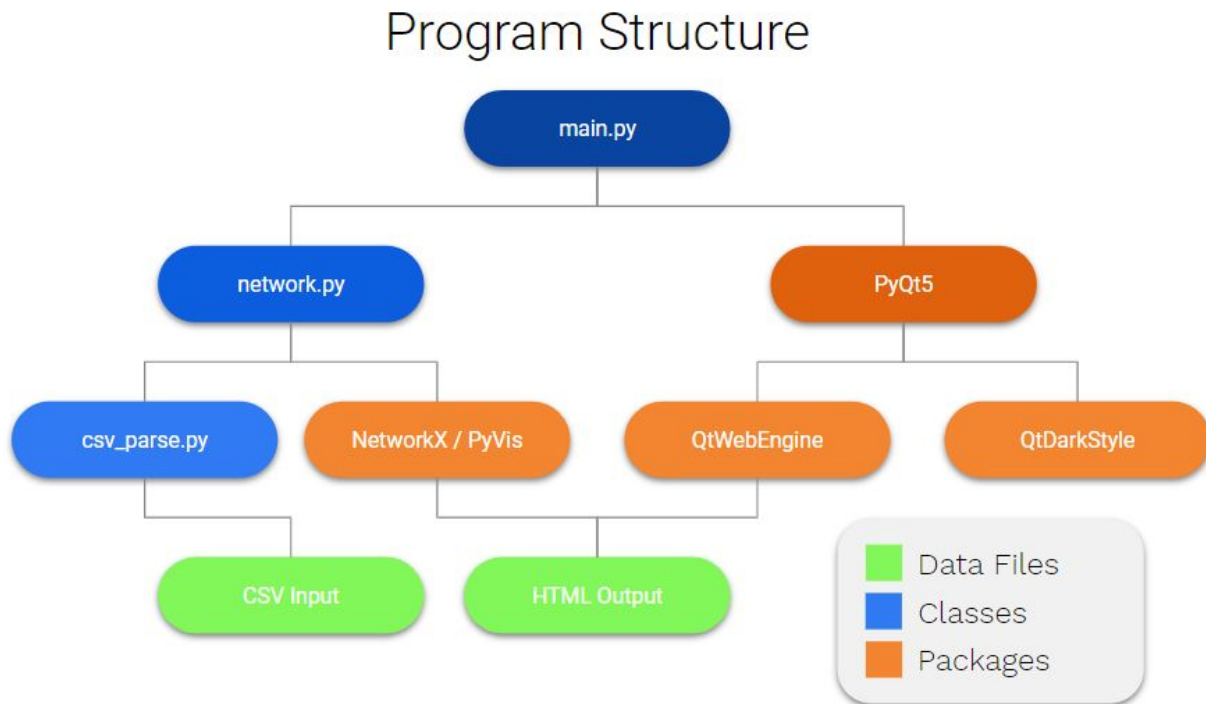 Program Structure
main.py
network.py
PyQt5
csv_parse.py
NetworkX / PyVis
QtWebEngine
QtDarkStyle
CSV Input
HTML Output
Data Files
Classes
Packages